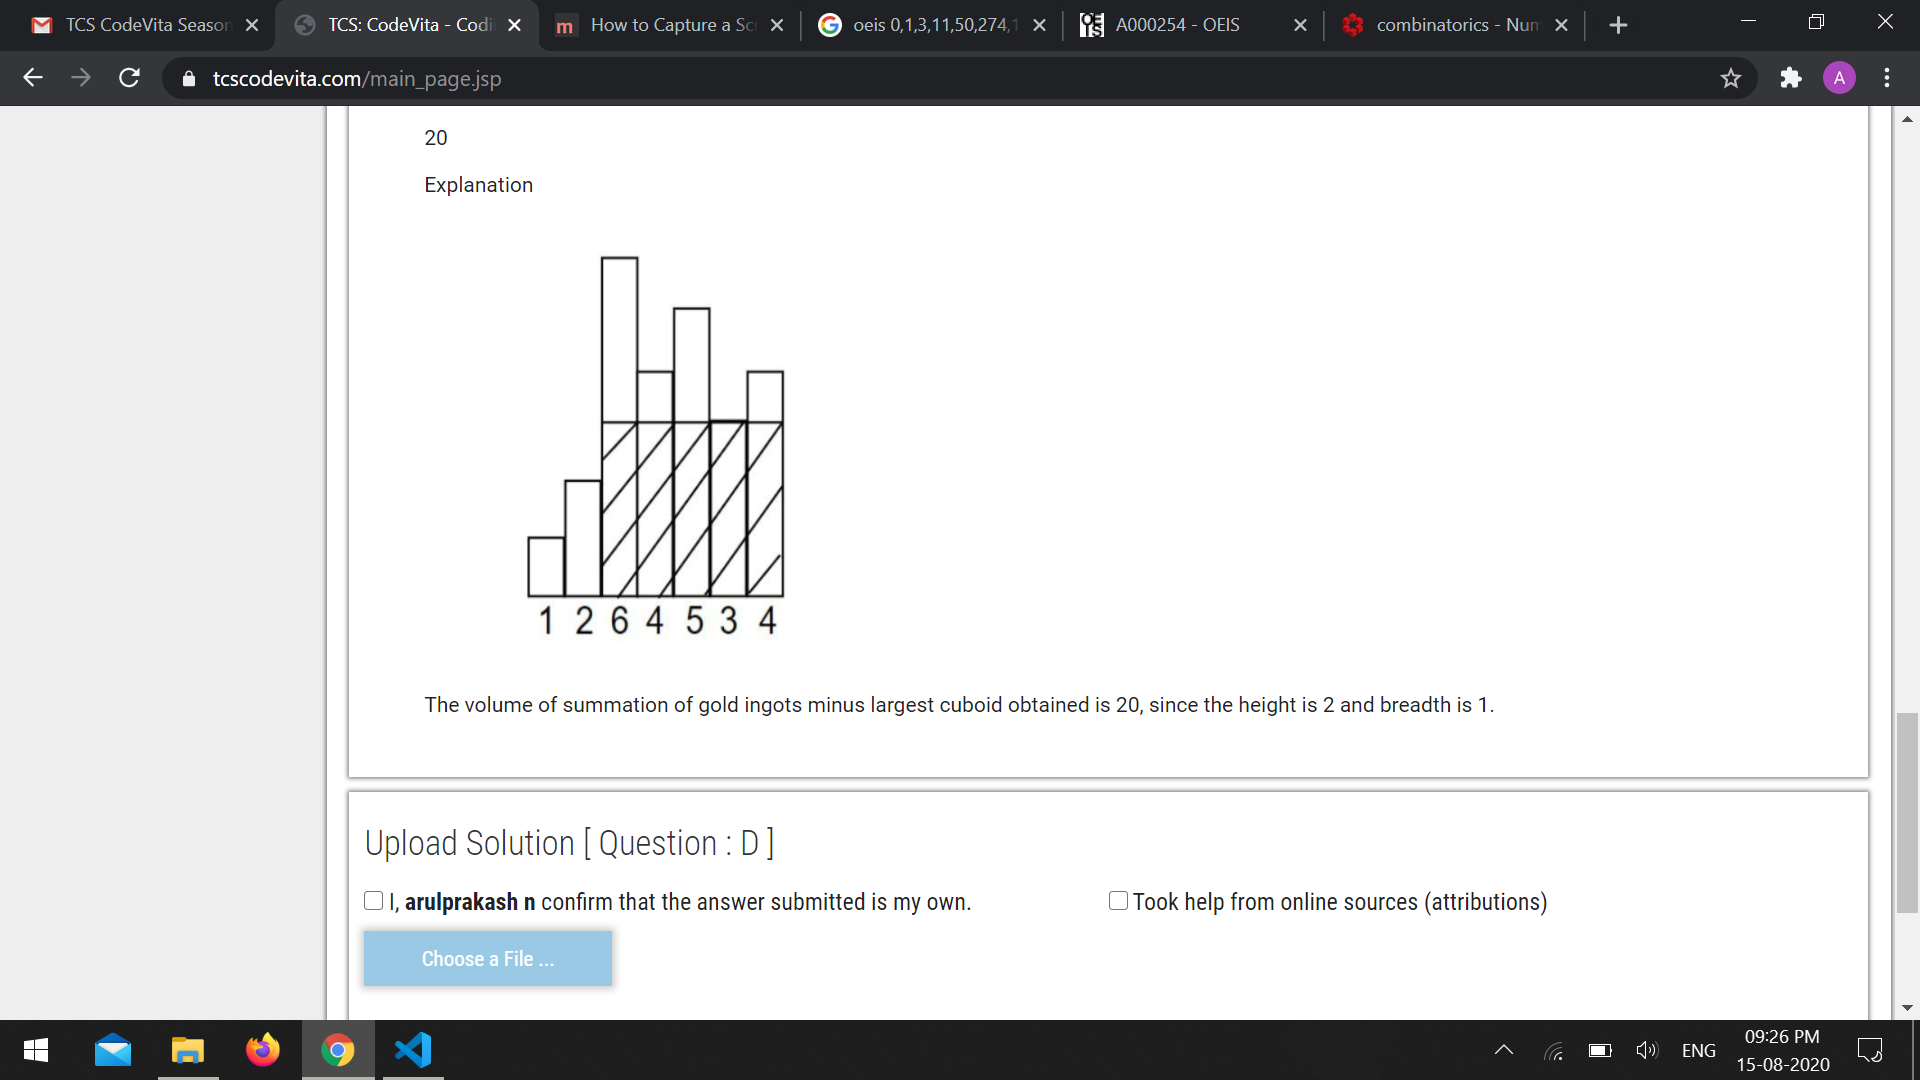 TCS CodeVita Season
TCS: CodeVita - Codi
How to Capture a Sc
oeis 0,1,3,11,50,274,1
A000254 - OEIS
combinatorics - Num
tcscodevita.com/main_page.jsp
A
20
Explanation
1 2 6 4 5 3 4
The volume of summation of gold ingots minus largest cuboid obtained is 20, since the height is 2 and breadth is 1.
Upload Solution [ Question : D ]
I, arulprakash n confirm that the answer submitted is my own.
Took help from online sources (attributions)
Choose a File ...
ENG
09:26 PM
15-08-2020